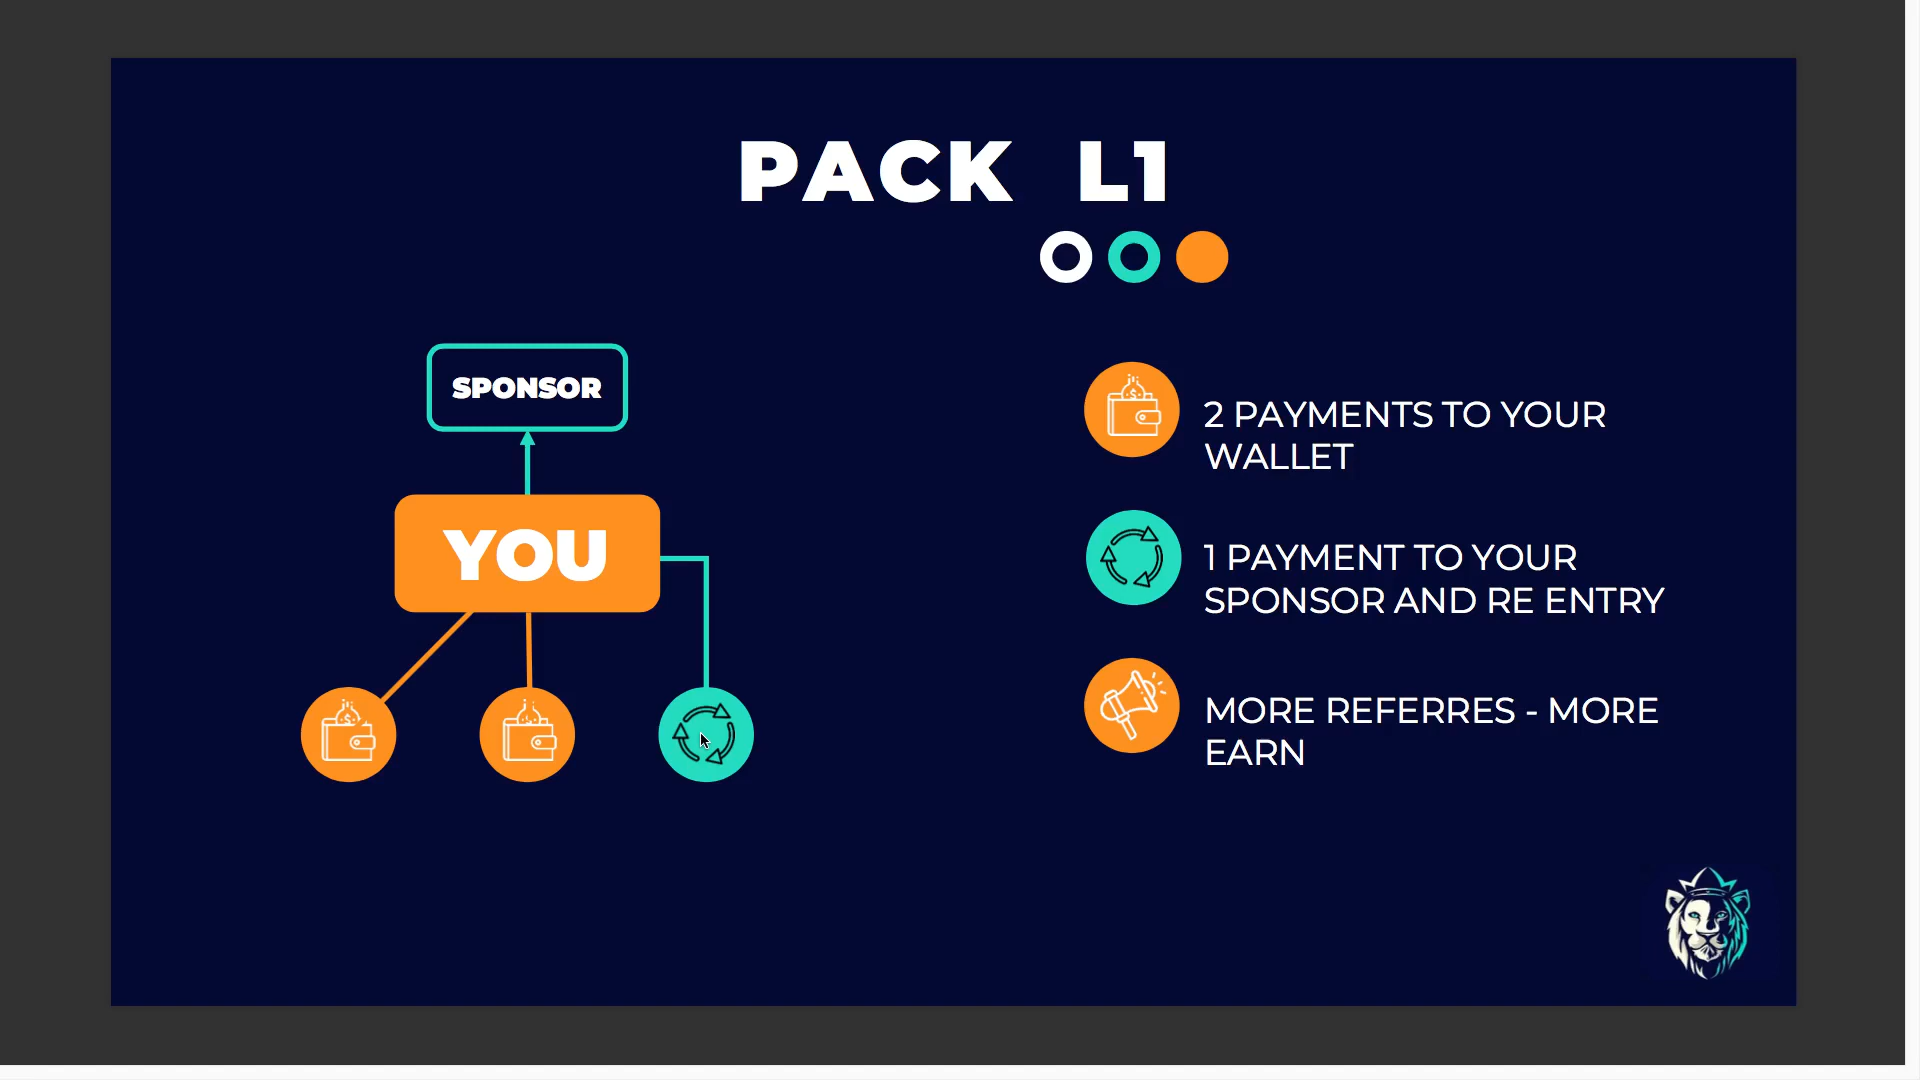 PACK L1
SPONSOR
YOU
2 PAYMENTS TO YOUR
WALLET
1 PAYMENT TO YOUR
SPONSOR AND RE ENTRY
MORE REFERRES - MORE
EARN